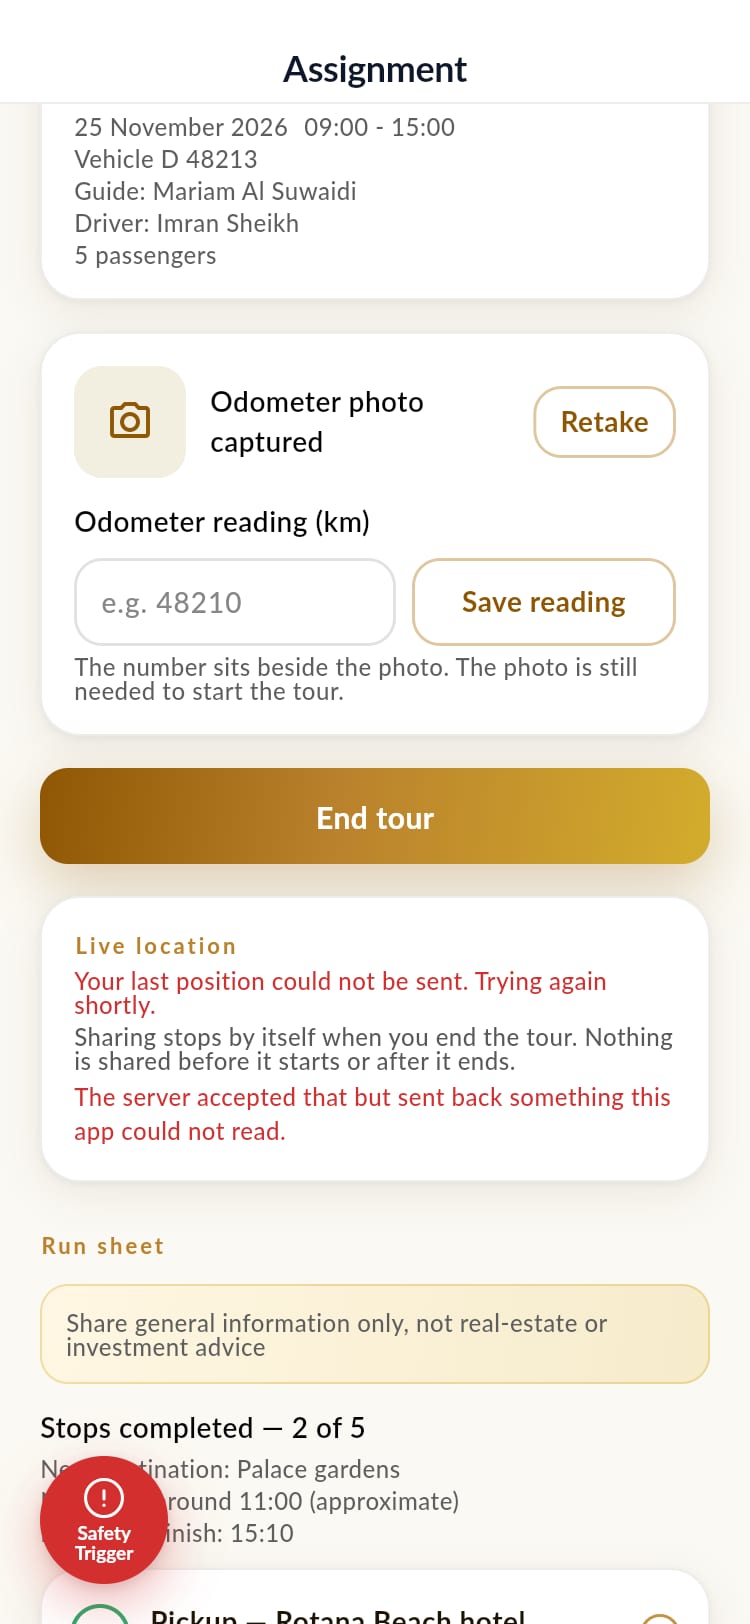 Assignment
25 November 2026 09:00 - 15:00
Vehicle D 48213
Guide: Mariam Al Suwaidi
Driver: Imran Sheikh
5 passengers
Odometer photo
captured
Retake
Odometer reading (km)
e.g. 48210
Save reading
The number sits beside the photo. The photo is still
needed to start the tour.
End tour
Live location
Your last position could not be sent. Trying again
shortly.
Sharing stops by itself when you end the tour. Nothing
is shared before it starts or after it ends.
The server accepted that but sent back something this
app could not read.
Run sheet
Share general information only, not real-estate or
investment advice
Stops completed — 2 of 5
Palace gardens
11:00 (approximate)
15:10
Safety
Trigger
Pickup — Rotana Beach hotel